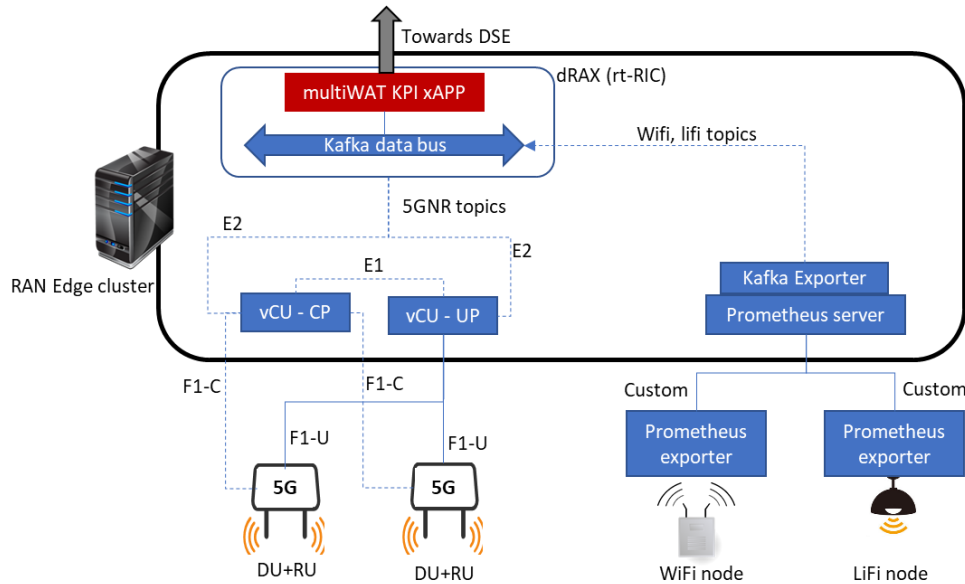 Towards DSE
dRAX (rt-RIC)
multiWAT KPI xAPP
Kafka data bus
Wifi, lifi topics
5GNR topics
E2
E2
E1
RAN Edge cluster
vCU - CP
vCU - UP
Kafka Exporter
Prometheus server
F1-C
F1-C
Custom
Custom
F1-U
F1-U
Prometheus
exporter
Prometheus
exporter
5G
5G
DU+RU
DU+RU
WiFi node
LiFi node